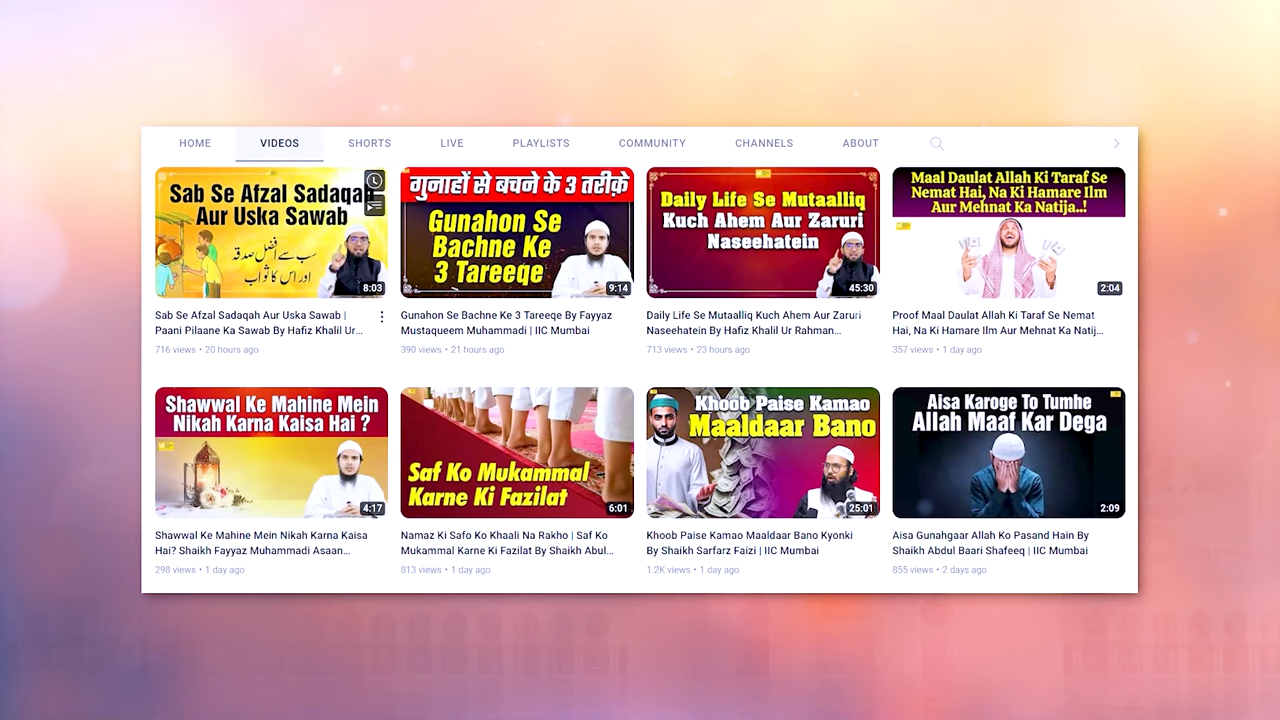 HOME VIDEOS SHORTS LIVE PLAYLISTS COMMUNITY CHANNELS ABOUT
Sab Se Afzal Sadaqah
Aur Uska Sawab
سب سے افضل صدقہ
اور اس کا ثواب
8:03
गुनाहों से बचने के 3 तरीक़े
Gunahon Se
Bachne Ke
3 Tareeqe
9:14
Daily Life Se Mutaalliq
Kuch Ahem Aur Zaruri
Naseehatein
45:30
Maal Daulat Allah Ki Taraf Se
Nemat Hai, Na Ki Hamare Ilm
Aur Mehnat Ka Natija..!
2:04
Sab Se Afzal Sadaqah Aur Uska Sawab |
Paani Pilaane Ka Sawab By Hafiz Khalil Ur...
716 views • 20 hours ago
Gunahon Se Bachne Ke 3 Tareeqe By Fayyaz
Mustaqueem Muhammadi | IIC Mumbai
390 views • 21 hours ago
Daily Life Se Mutaalliq Kuch Ahem Aur Zaruri
Naseehatein By Hafiz Khalil Ur Rahman...
713 views • 23 hours ago
Proof Maal Daulat Allah Ki Taraf Se Nemat
Hai, Na Ki Hamare Ilm Aur Mehnat Ka Natij...
357 views • 1 day ago
Shawwal Ke Mahine Mein
Nikah Karna Kaisa Hai ?
4:17
Saf Ko Mukammal
Karne Ki Fazilat
6:01
Khoob Paise Kamao
Maaldaar Bano
25:01
Aisa Karoge To Tumhe
Allah Maaf Kar Dega
2:09
Shawwal Ke Mahine Mein Nikah Karna Kaisa
Hai? Shaikh Fayyaz Muhammadi Asaan...
298 views • 1 day ago
Namaz Ki Safo Ko Khaali Na Rakho | Saf Ko
Mukammal Karne Ki Fazilat By Shaikh Abul...
813 views • 1 day ago
Khoob Paise Kamao Maaldaar Bano Kyonki
By Shaikh Sarfarz Faizi | IIC Mumbai
1.2K views • 1 day ago
Aisa Gunahgaar Allah Ko Pasand Hain By
Shaikh Abdul Baari Shafeeq | IIC Mumbai
855 views • 2 days ago